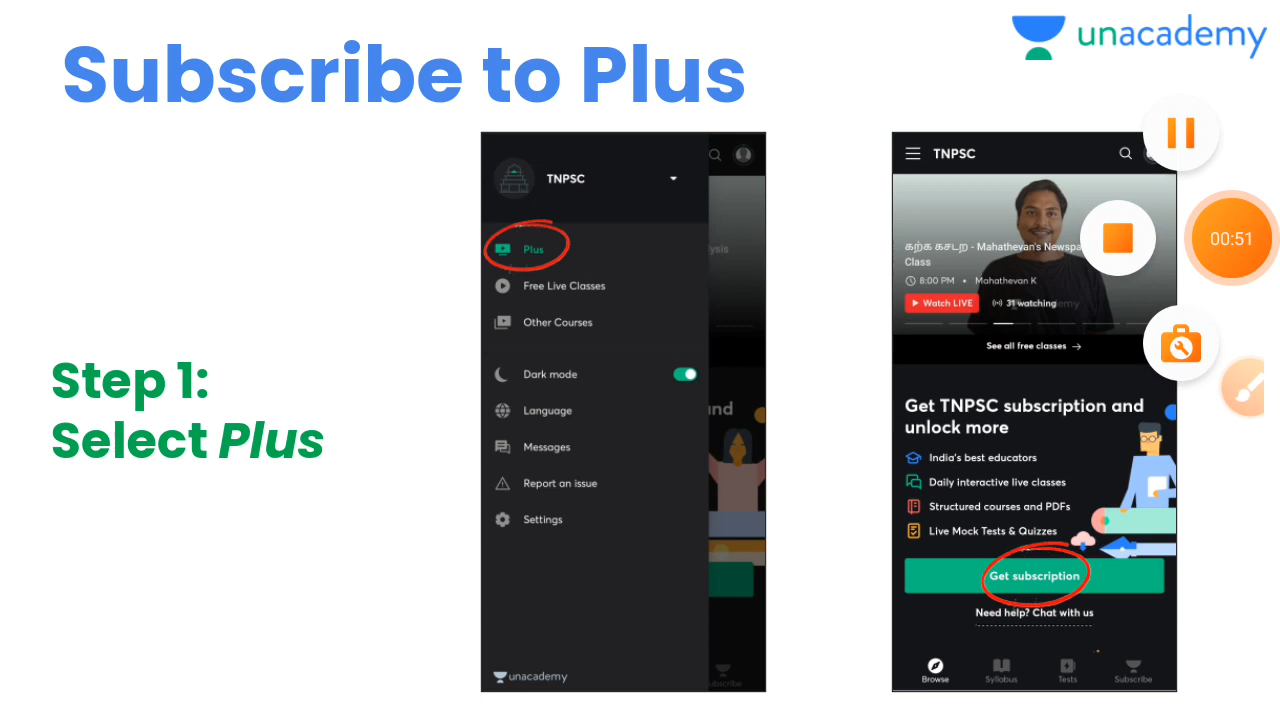 Subscribe to Plus
unacademy
Step 1:
Select Plus
TNPSC
Plus
Free Live Classes
Other Courses
Dark mode
Language
Messages
Report an issue
Settings
unacademy
TNPSC
கற்க கசடற - Mahathevan's Newspa
Class
8:00 PM • Mahathevan K
Watch LIVE 31 watching
See all free classes →
Get TNPSC subscription and
unlock more
India's best educators
Daily interactive live classes
Structured courses and PDFs
Live Mock Tests & Quizzes
Get subscription
Need help? Chat with us
Browse Syllabus Tests Subscribe
00:51